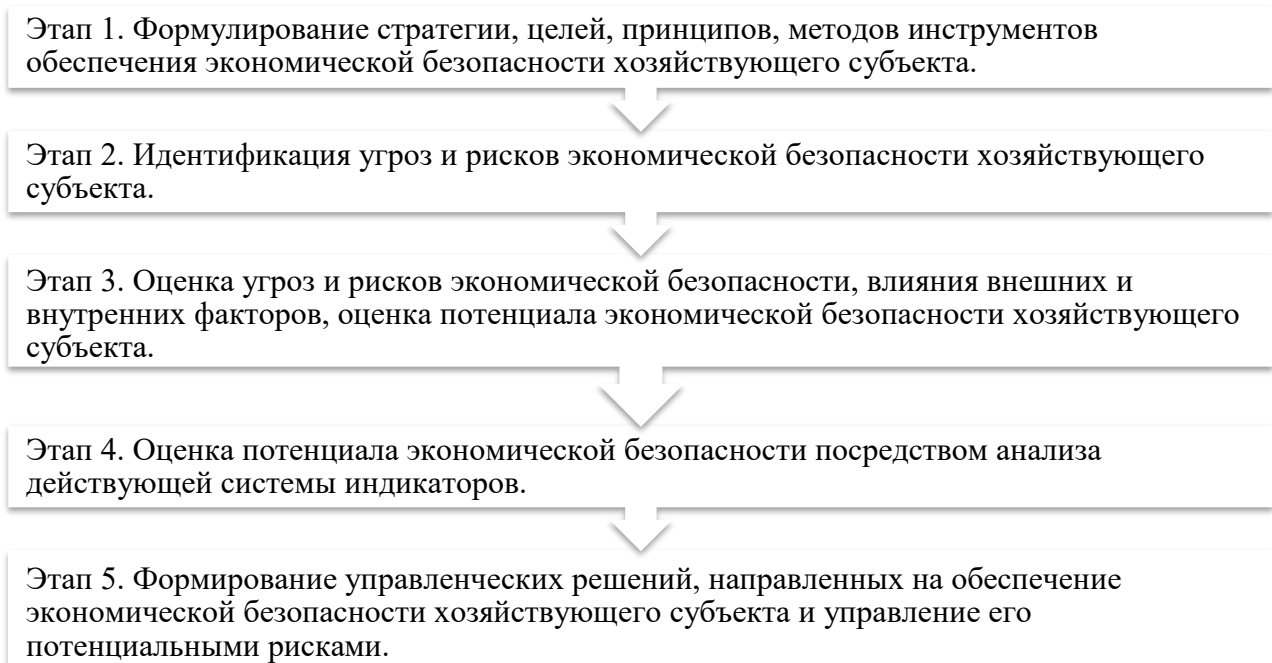 Этап 1. Формулирование стратегии, целей, принципов, методов инструментов
обеспечения экономической безопасности хозяйствующего субъекта.
Этап 2. Идентификация угроз и рисков экономической безопасности хозяйствующего
субъекта.
Этап 3. Оценка угроз и рисков экономической безопасности, влияния внешних и
внутренних факторов, оценка потенциала экономической безопасности хозяйствующего
субъекта.
Этап 4. Оценка потенциала экономической безопасности посредством анализа
действующей системы индикаторов.
Этап 5. Формирование управленческих решений, направленных на обеспечение
экономической безопасности хозяйствующего субъекта и управление его
потенциальными рисками.